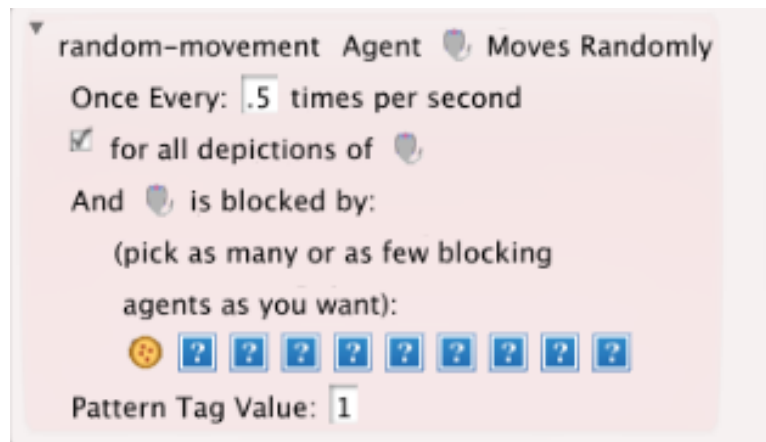 random-movement Agent Moves Randomly
Once Every: .5 times per second
for all depictions of
And is blocked by:
(pick as many or as few blocking
agents as you want):
? ? ? ? ? ? ? ? ?
Pattern Tag Value: 1